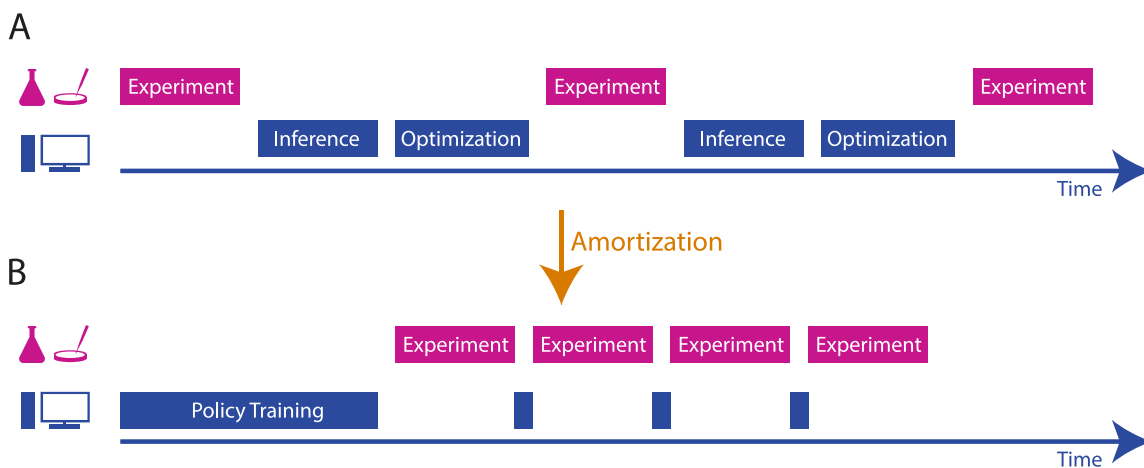 A
Experiment Experiment Experiment
Inference Optimization Inference Optimization
Time
Amortization
B
Experiment Experiment Experiment Experiment
Policy Training
Time